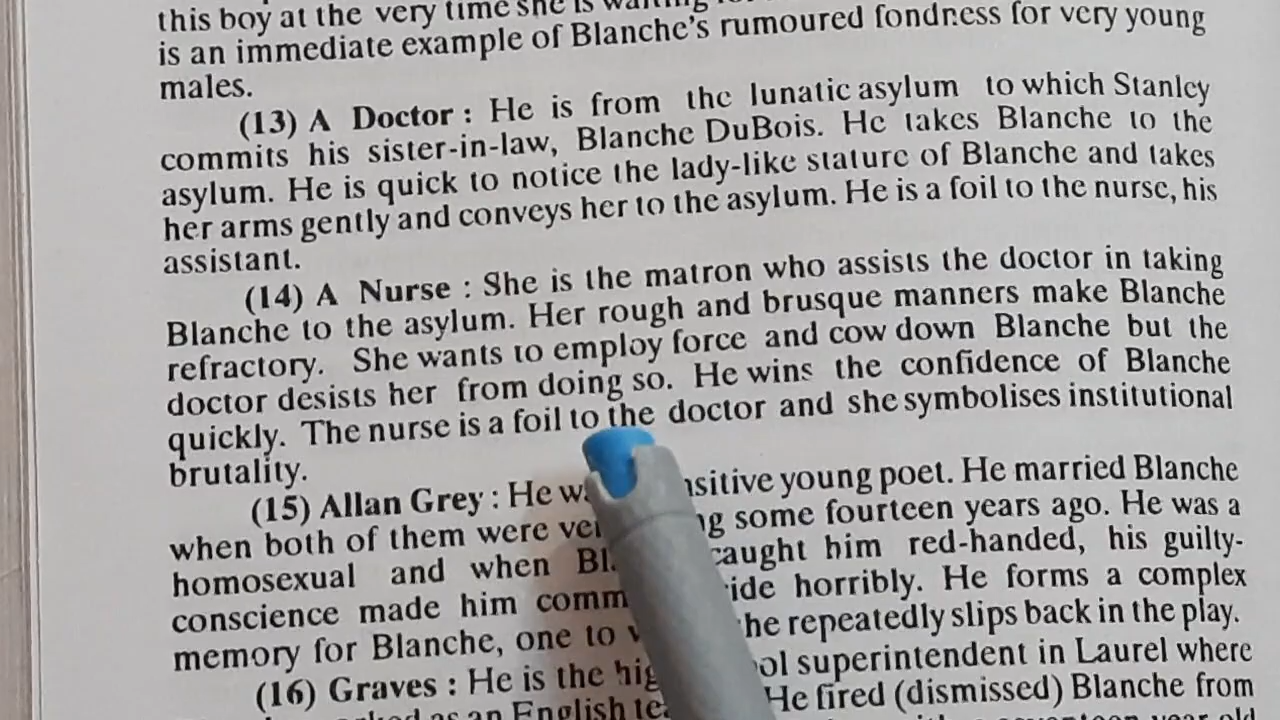 this boy at the very time she is
is an immediate example of Blanche's rumoured fondness for very young
males.
(13) A Doctor : He is from the lunatic asylum to which Stanley
commits his sister-in-law, Blanche DuBois. He takes Blanche to the
asylum. He is quick to notice the lady-like stature of Blanche and takes
her arms gently and conveys her to the asylum. He is a foil to the nurse, his
assistant.
(14) A Nurse : She is the matron who assists the doctor in taking
Blanche to the asylum. Her rough and brusque manners make Blanche
refractory. She wants to employ force and cow down Blanche but the
doctor desists her from doing so. He wins the confidence of Blanche
quickly. The nurse is a foil to the doctor and she symbolises institutional
brutality.
(15) Allan Grey : He young poet. He married Blanche
when both of them were some fourteen years ago. He was a
homosexual and when caught him red-handed, his guilty-
conscience made him horribly. He forms a complex
memory for Blanche, one to she repeatedly slips back in the play.
(16) Graves : He is the superintendent in Laurel where
as an English He fired (dismissed) Blanche from